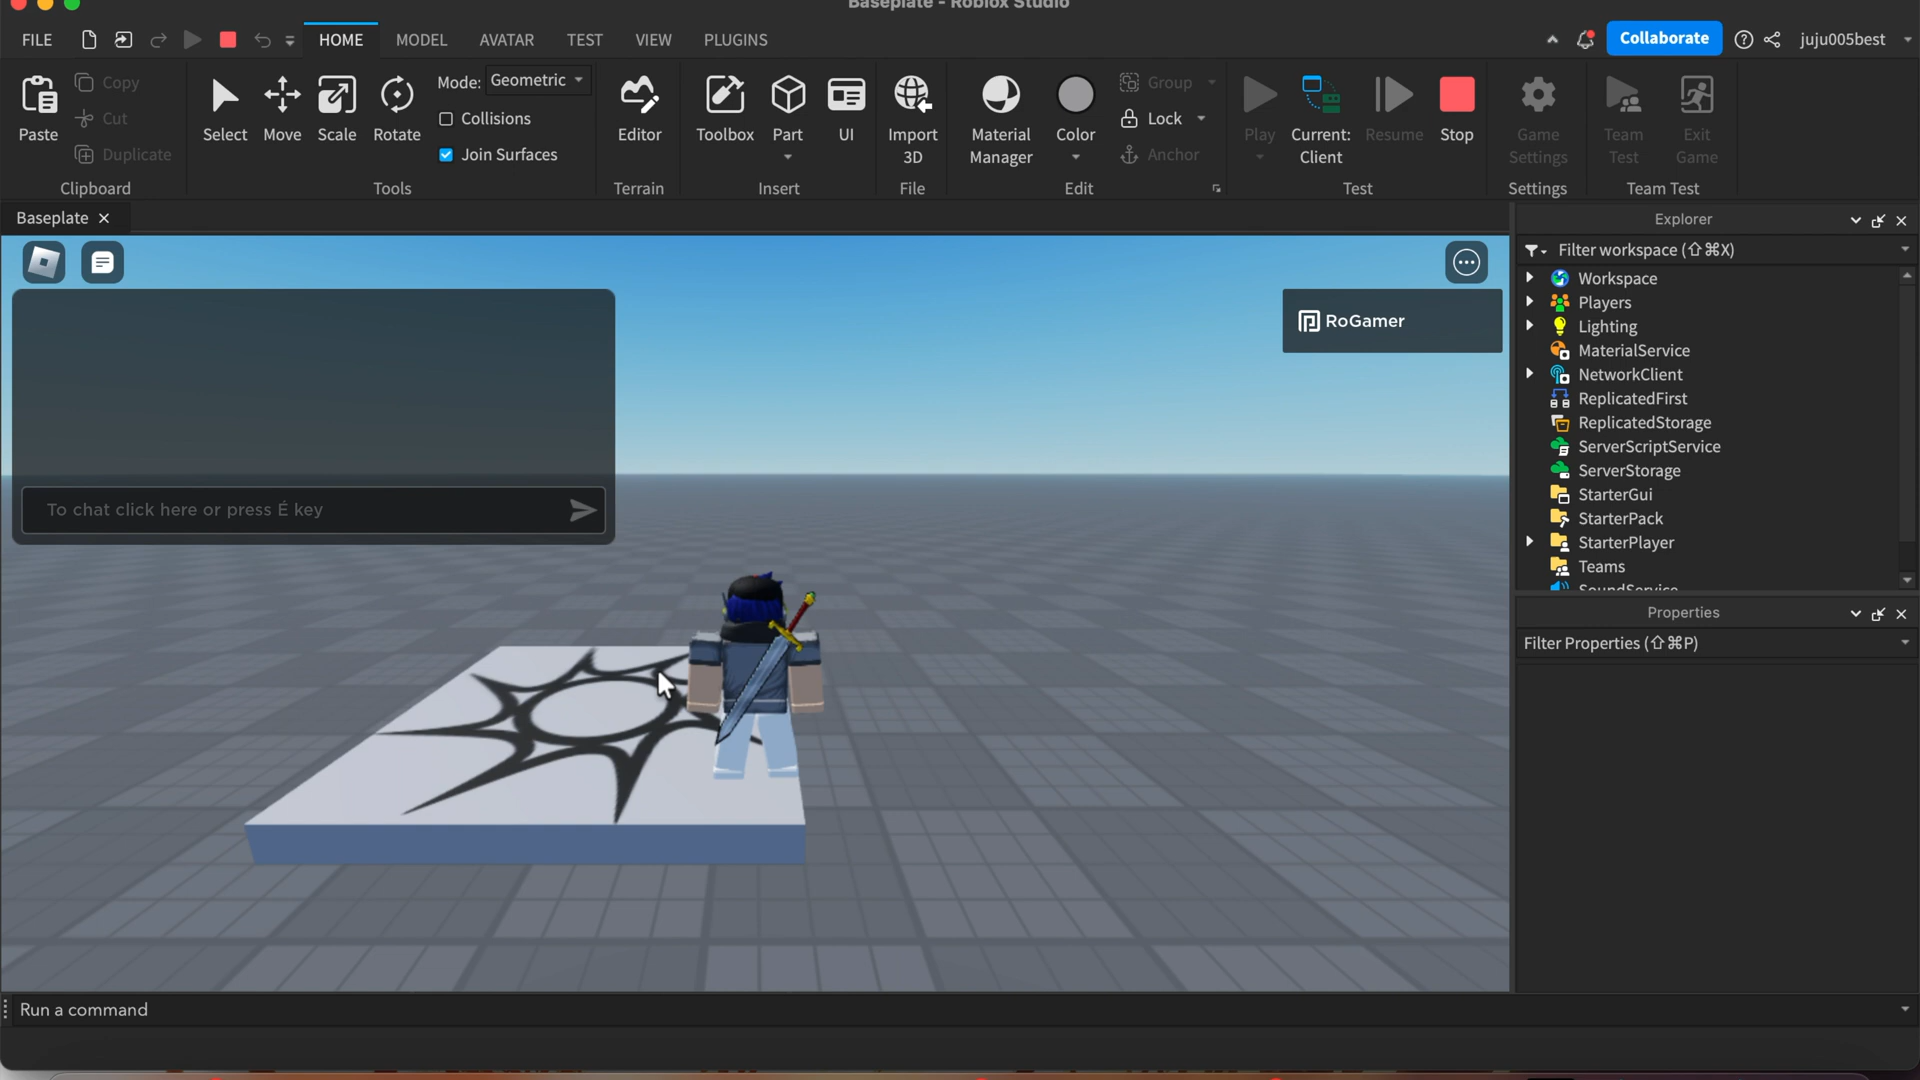 Baseplate - Roblox Studio
FILE HOME MODEL AVATAR TEST VIEW PLUGINS Collaborate juju005best
Paste
Copy
Cut
Duplicate
Clipboard
Select Move Scale Rotate
Mode: Geometric
Collisions
Join Surfaces
Tools
Editor
Terrain
Toolbox Part UI
Insert
Import
3D
File
Material
Manager
Color
Group
Lock
Anchor
Edit
Play
Current:
Client
Resume
Stop
Test
Game
Settings
Settings
Team
Test
Exit
Game
Team Test
Baseplate
To chat click here or press É key
RoGamer
Explorer
Filter workspace (⇧⌘X)
Workspace
Players
Lighting
MaterialService
NetworkClient
ReplicatedFirst
ReplicatedStorage
ServerScriptService
ServerStorage
StarterGui
StarterPack
StarterPlayer
Teams
SoundService
Properties
Filter Properties (⇧⌘P)
Run a command